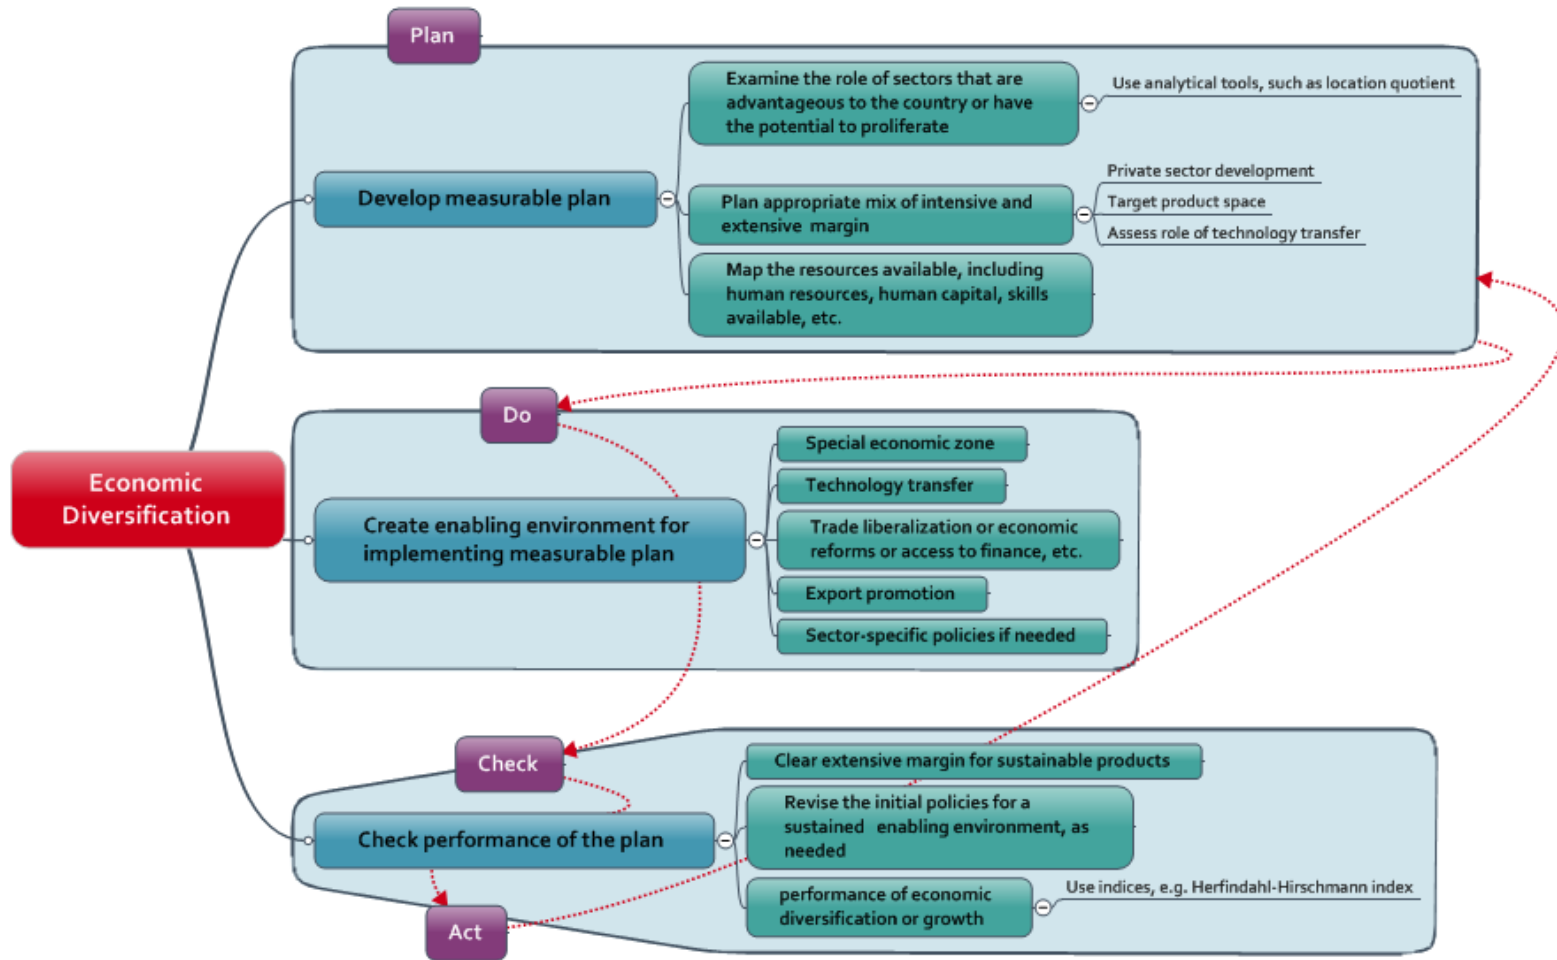 Plan
Examine the role of sectors that are
advantageous to the country or have
the potential to proliferate
Use analytical tools, such as location quotient
Develop measurable plan
Plan appropriate mix of intensive and
extensive margin
Private sector development
Target product space
Assess role of technology transfer
Map the resources available, including
human resources, human capital, skills
available, etc.
Economic
Diversification
Do
Create enabling environment for
implementing measurable plan
Special economic zone
Technology transfer
Trade liberalization or economic
reforms or access to finance, etc.
Export promotion
Sector-specific policies if needed
Check
Check performance of the plan
Clear extensive margin for sustainable products
Revise the initial policies for a
sustained enabling environment, as
needed
performance of economic
diversification or growth
Use indices, e.g. Herfindahl-Hirschmann index
Act